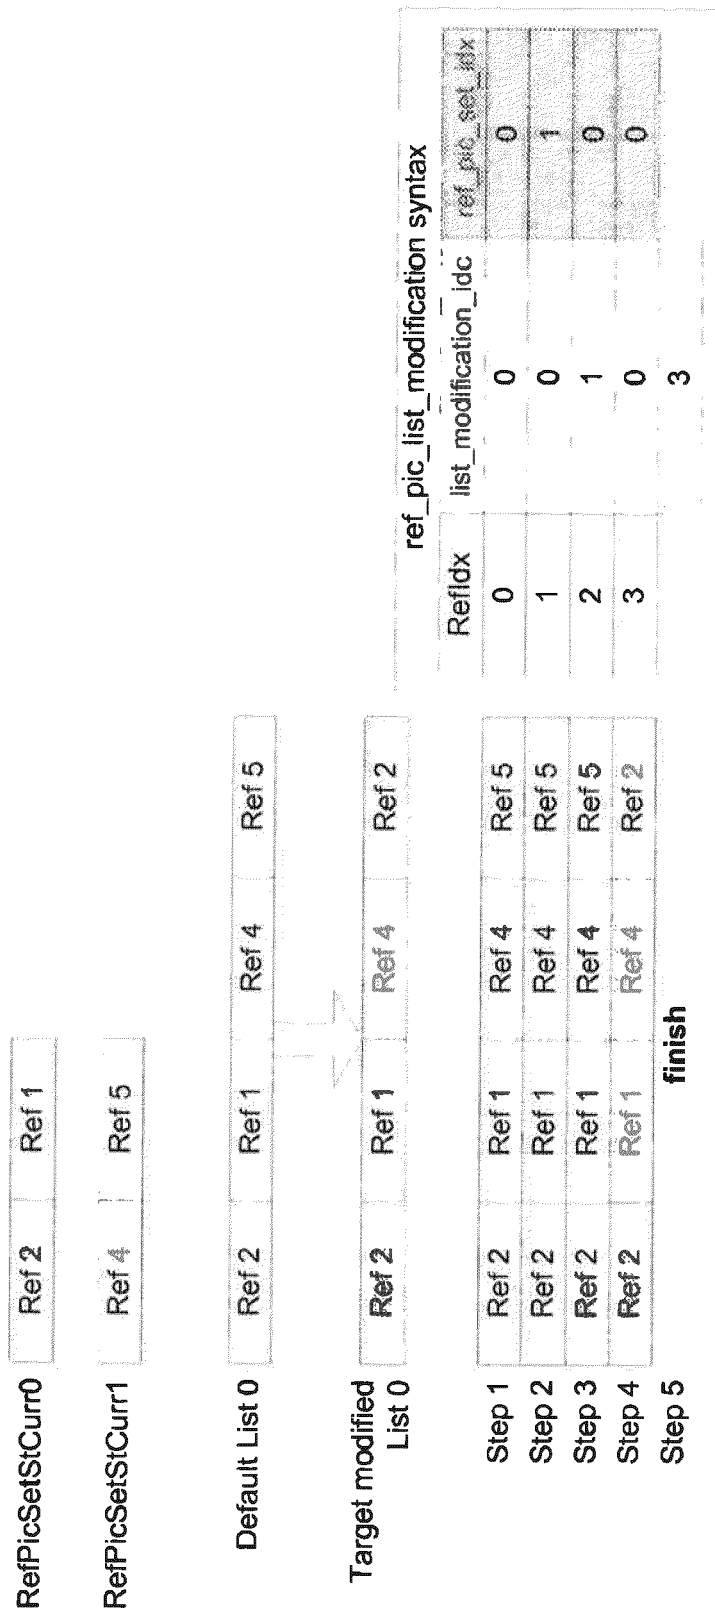 RefPicSetStCurr0 Ref 2 Ref 1
RefPicSetStCurr1 Ref 4 Ref 5
Default List 0 Ref 2 Ref 1 Ref 4 Ref 5
Target modified
List 0 Ref 2 Ref 1 Ref 4 Ref 2
ref_pic_list_modification syntax
RefIdx list_modification_idc ref_pic_set_idx
Step 1 Ref 2 Ref 1 Ref 4 Ref 5 0 0 0
Step 2 Ref 2 Ref 1 Ref 4 Ref 5 1 0 1
Step 3 Ref 2 Ref 1 Ref 4 Ref 5 2 1 0
Step 4 Ref 2 Ref 1 Ref 4 Ref 2 3 0 0
Step 5 finish 3